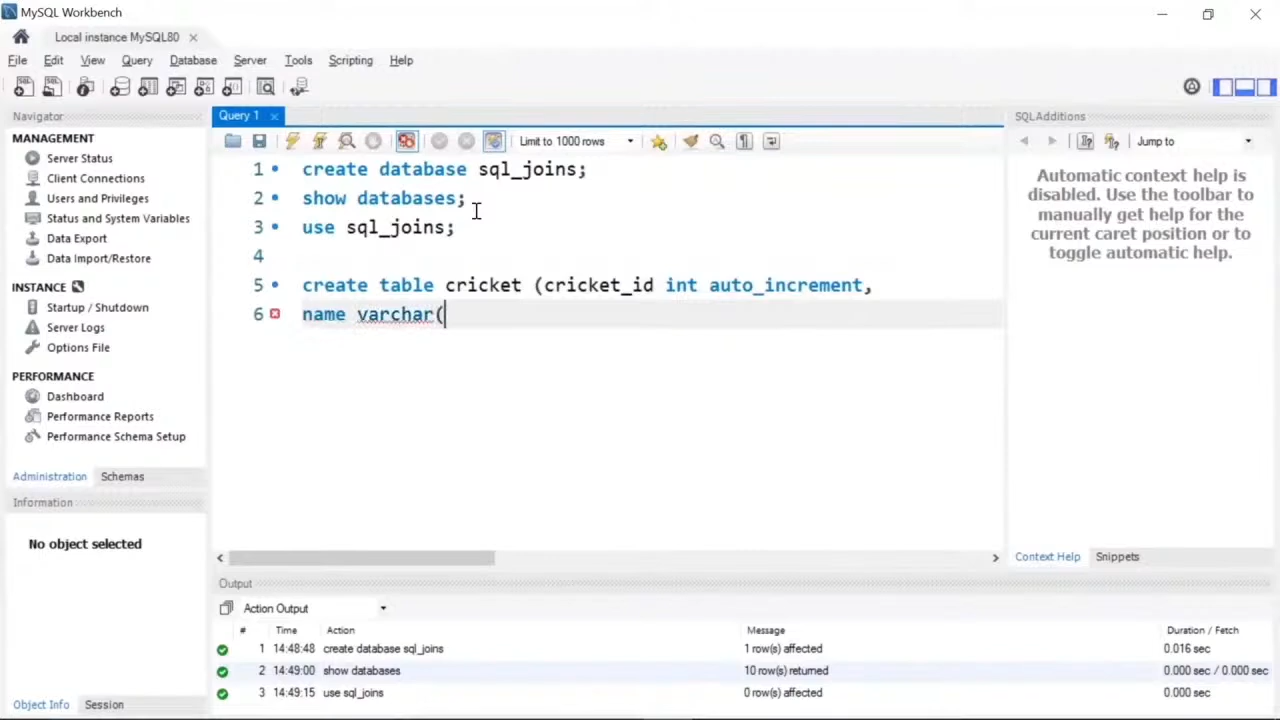 MySQL Workbench
Local instance MySQL80
File Edit View Query Database Server Tools Scripting Help
Navigator
MANAGEMENT
Server Status
Client Connections
Users and Privileges
Status and System Variables
Data Export
Data Import/Restore
INSTANCE
Startup / Shutdown
Server Logs
Options File
PERFORMANCE
Dashboard
Performance Reports
Performance Schema Setup
Administration Schemas
Information
No object selected
Object Info Session
Query 1
Limit to 1000 rows
1 create database sql_joins;
2 show databases;
3 use sql_joins;
4
5 create table cricket (cricket_id int auto_increment,
6 name varchar(
SQLAdditions
Jump to
Automatic context help is
disabled. Use the toolbar to
manually get help for the
current caret position or to
toggle automatic help.
Context Help Snippets
Output
Action Output
# Time Action Message Duration / Fetch
1 14:48:48 create database sql_joins 1 row(s) affected 0.016 sec
2 14:49:00 show databases 10 row(s) returned 0.000 sec / 0.000 sec
3 14:49:15 use sql_joins 0 row(s) affected 0.000 sec